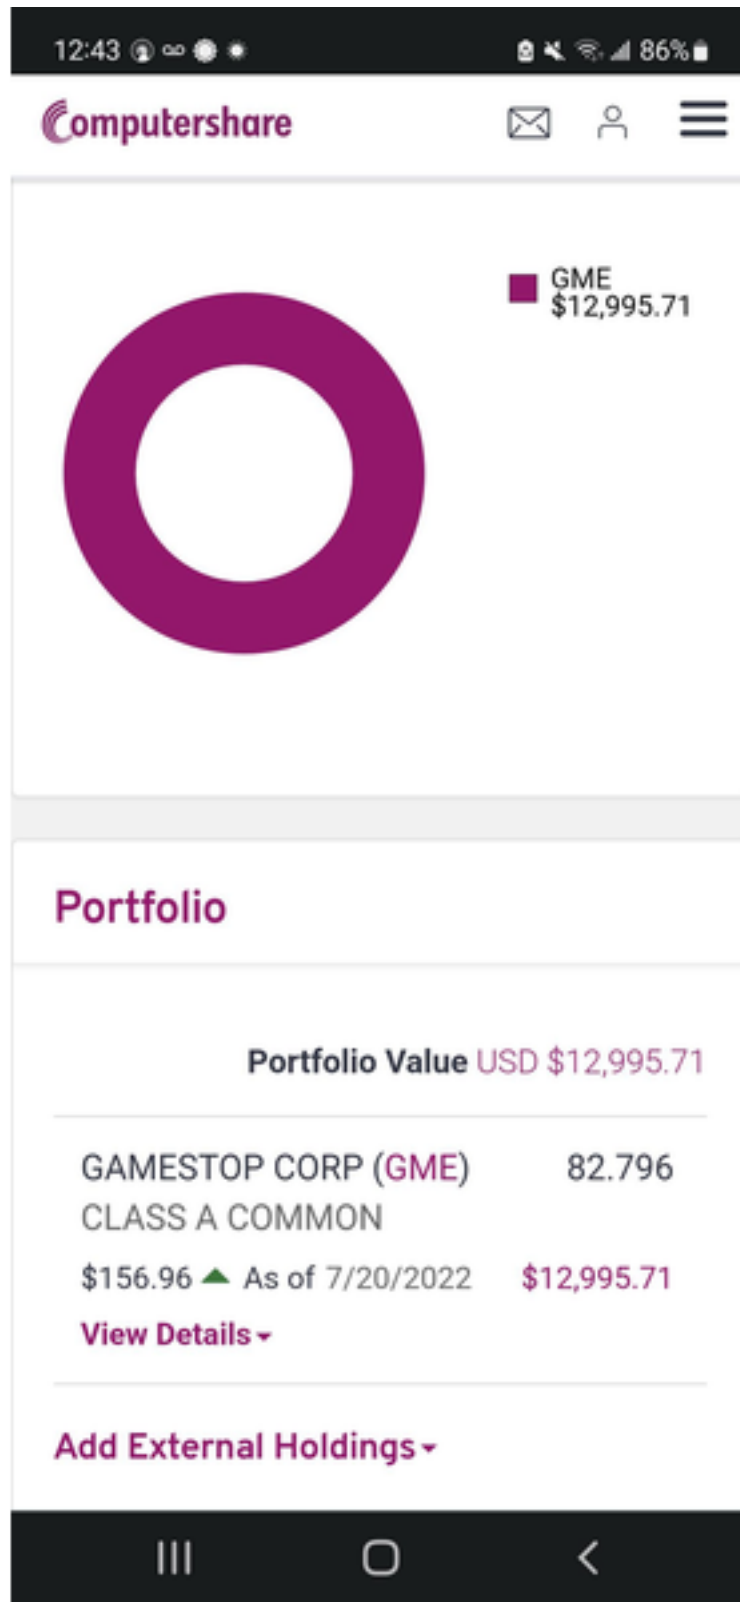 12:43 86%
Computershare
GME
$12,995.71
Portfolio
Portfolio Value USD $12,995.71
GAMESTOP CORP (GME) 82.796
CLASS A COMMON
$156.96 As of 7/20/2022 $12,995.71
View Details
Add External Holdings